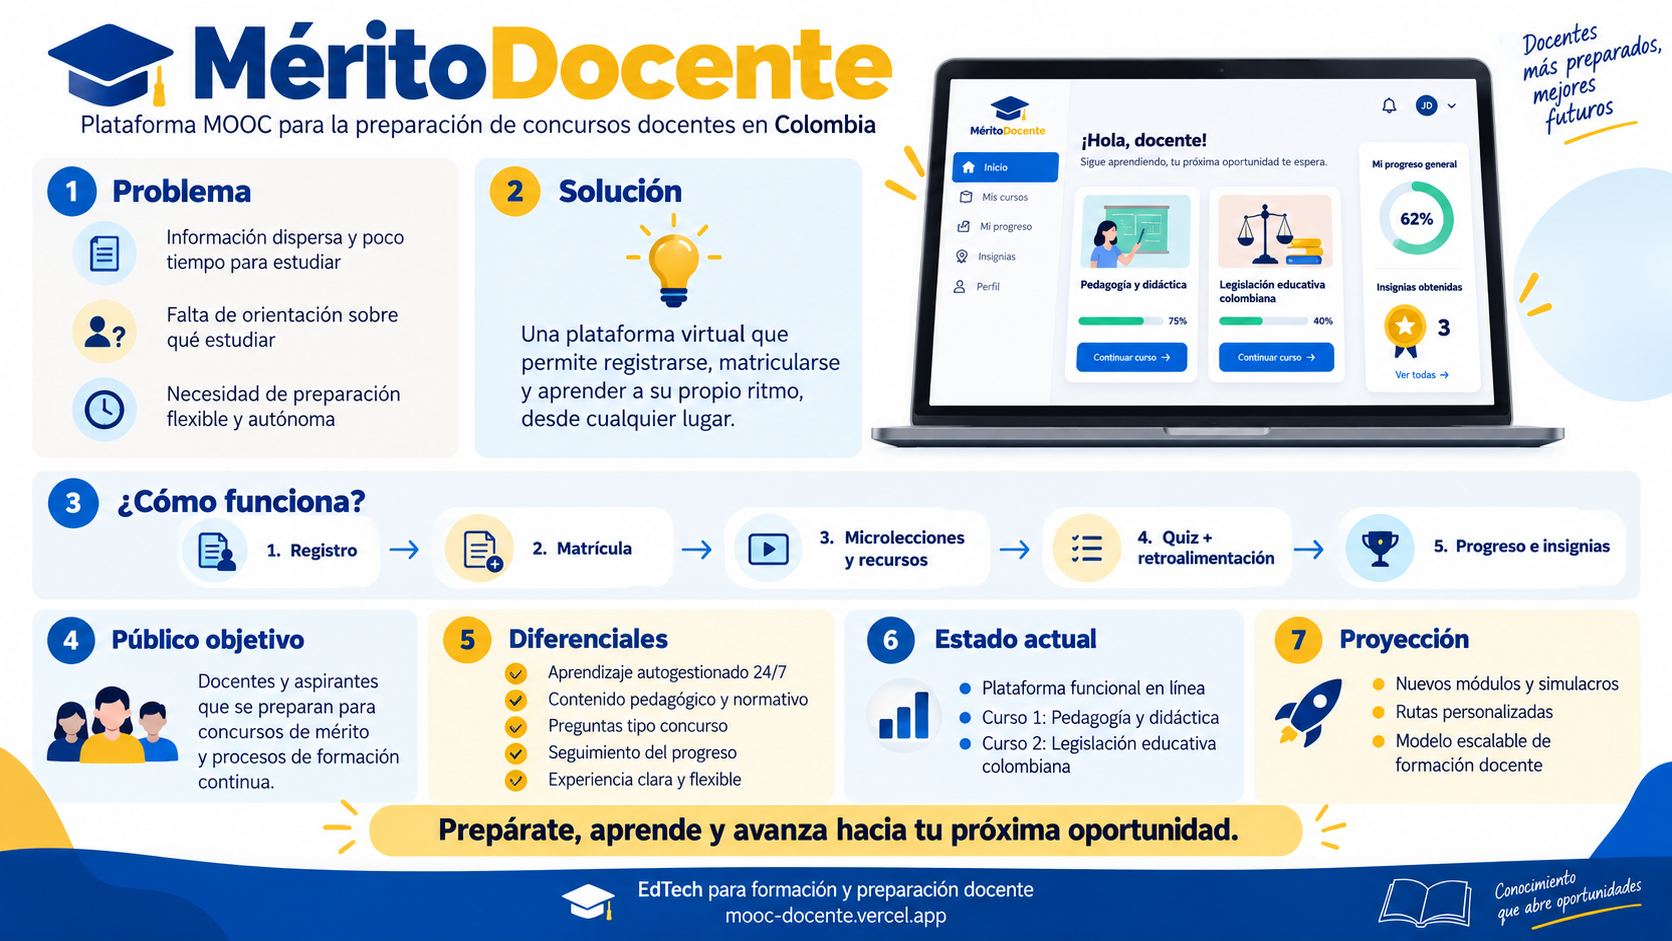 MéritoDocente
Plataforma MOOC para la preparación de concursos docentes en Colombia
Docentes
más preparados,
mejores
futuros
MéritoDocente
Inicio
Mis cursos
Mi progreso
Insignias
Perfil
JD
¡Hola, docente!
Sigue aprendiendo, tu próxima oportunidad te espera.
Pedagogía y didáctica
75%
Continuar curso →
Legislación educativa
colombiana
40%
Continuar curso →
Mi progreso general
62%
Insignias obtenidas
3
Ver todas →
1 Problema
Información dispersa y poco
tiempo para estudiar
Falta de orientación sobre
qué estudiar
Necesidad de preparación
flexible y autónoma
2 Solución
Una plataforma virtual que
permite registrarse, matricularse
y aprender a su propio ritmo,
desde cualquier lugar.
3 ¿Cómo funciona?
1. Registro
2. Matrícula
3. Microlecciones
y recursos
4. Quiz +
retroalimentación
5. Progreso e insignias
4 Público objetivo
Docentes y aspirantes
que se preparan para
concursos de mérito
y procesos de formación
continua.
5 Diferenciales
Aprendizaje autogestionado 24/7
Contenido pedagógico y normativo
Preguntas tipo concurso
Seguimiento del progreso
Experiencia clara y flexible
6 Estado actual
Plataforma funcional en línea
Curso 1: Pedagogía y didáctica
Curso 2: Legislación educativa
colombiana
7 Proyección
Nuevos módulos y simulacros
Rutas personalizadas
Modelo escalable de
formación docente
Prepárate, aprende y avanza hacia tu próxima oportunidad.
EdTech para formación y preparación docente
mooc-docente.vercel.app
Conocimiento
que abre oportunidades